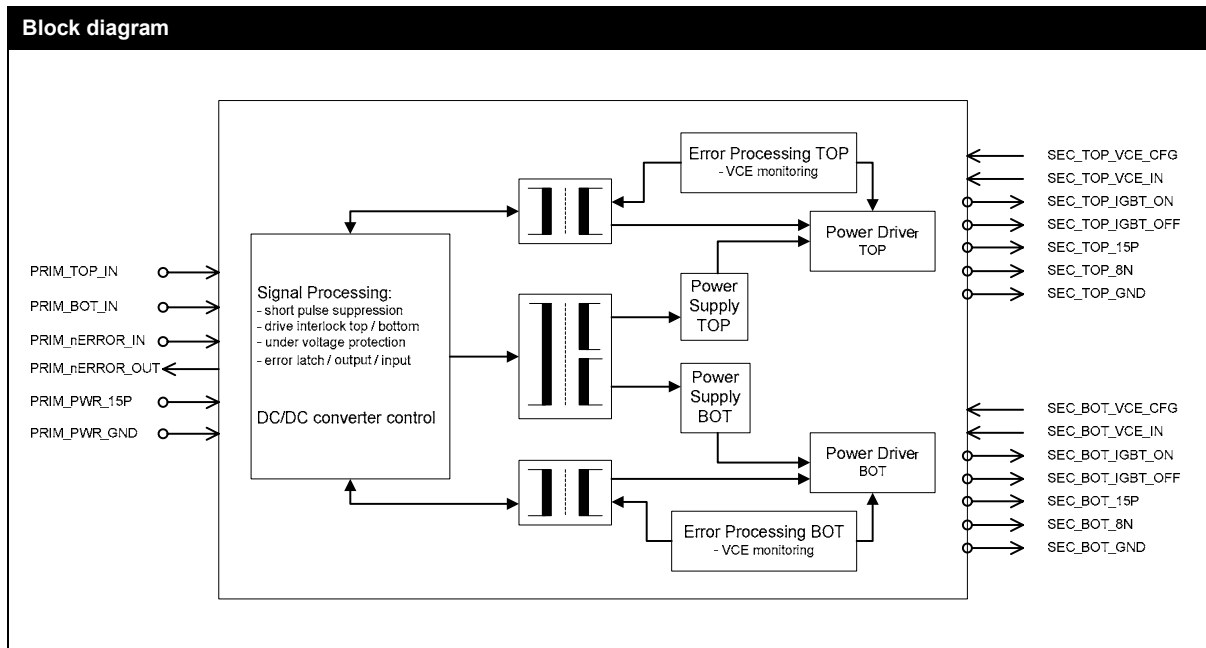 Block diagram
PRIM_TOP_IN
PRIM_BOT_IN
PRIM_nERROR_IN
PRIM_nERROR_OUT
PRIM_PWR_15P
PRIM_PWR_GND
Signal Processing:
- short pulse suppression
- drive interlock top / bottom
- under voltage protection
- error latch / output / input
DC/DC converter control
Error Processing TOP
- VCE monitoring
Power Driver
TOP
Power
Supply
TOP
Power
Supply
BOT
Power Driver
BOT
Error Processing BOT
- VCE monitoring
SEC_TOP_VCE_CFG
SEC_TOP_VCE_IN
SEC_TOP_IGBT_ON
SEC_TOP_IGBT_OFF
SEC_TOP_15P
SEC_TOP_8N
SEC_TOP_GND
SEC_BOT_VCE_CFG
SEC_BOT_VCE_IN
SEC_BOT_IGBT_ON
SEC_BOT_IGBT_OFF
SEC_BOT_15P
SEC_BOT_8N
SEC_BOT_GND